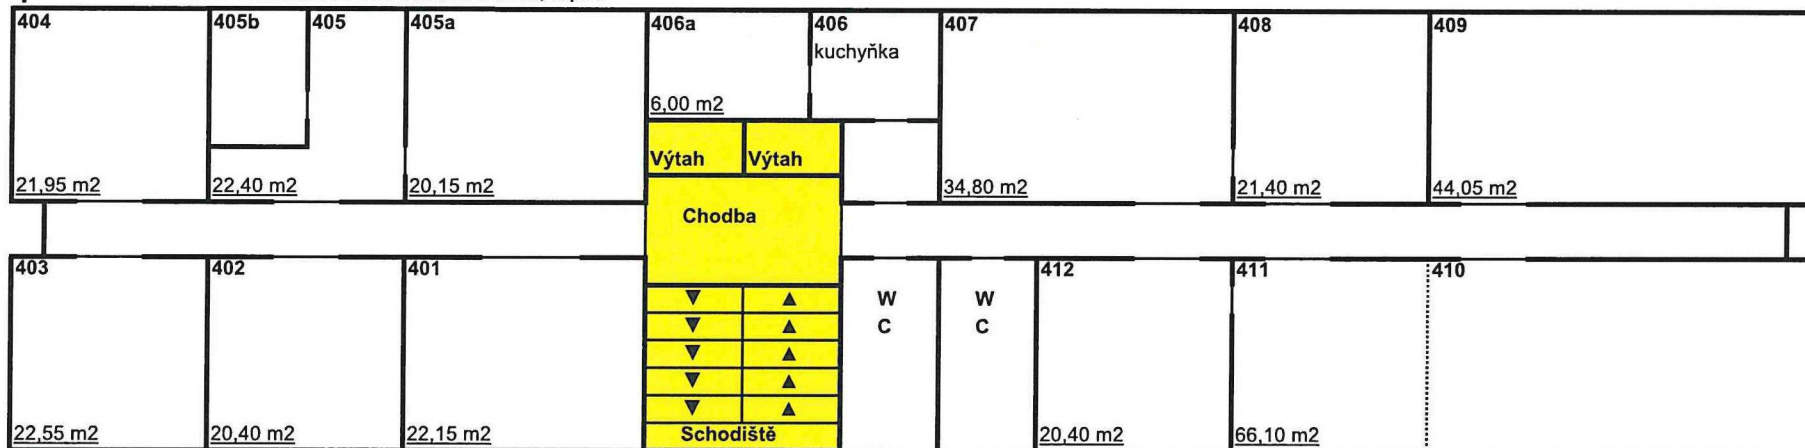 404 405b 405 405a 406a 406 407 408 409
kuchyňka
6,00 m2
Výtah Výtah
21,95 m2 22,40 m2 20,15 m2 34,80 m2 21,40 m2 44,05 m2
Chodba
403 402 401 412 411 410
W W
C C
22,55 m2 20,40 m2 22,15 m2 Schodiště 20,40 m2 66,10 m2